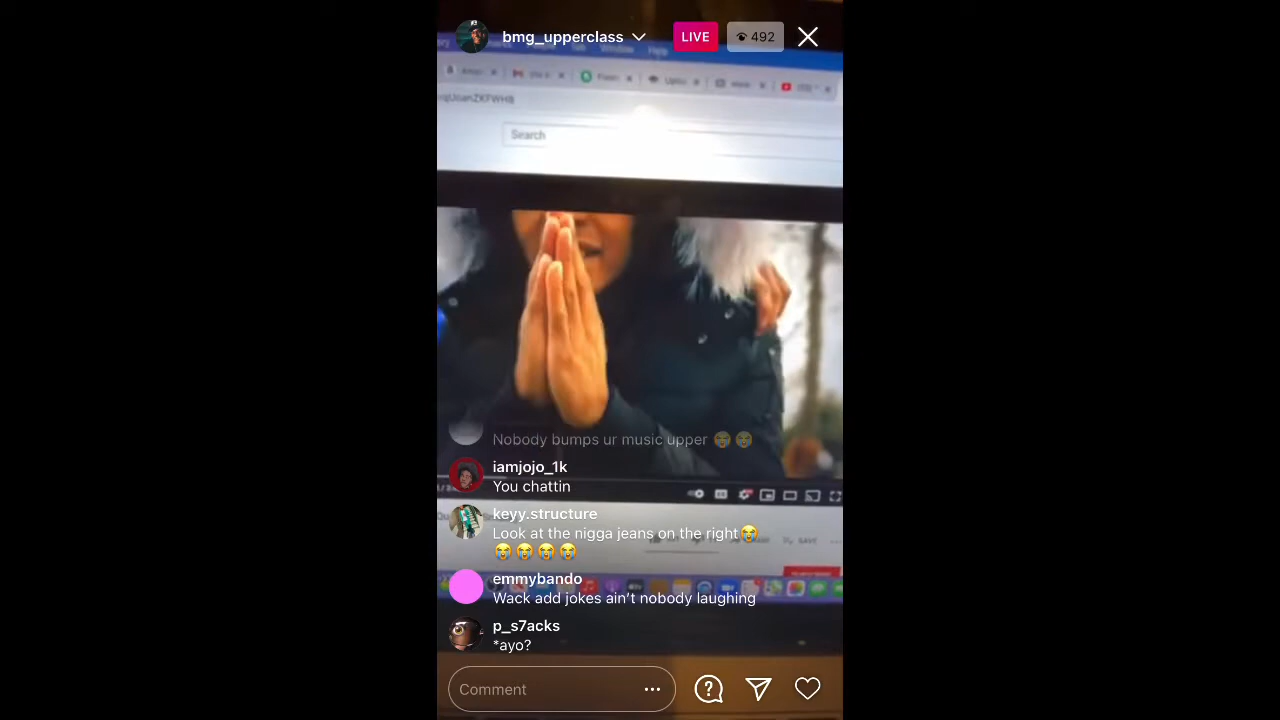 bmg_upperclass
LIVE
492
Search
Nobody bumps ur music upper 😭😭
iamjojo_1k
You chattin
keyy.structure
Look at the nigga jeans on the right😭
😭😭😭😭
emmybando
Wack add jokes ain't nobody laughing
p_s7acks
*ayo?
Comment